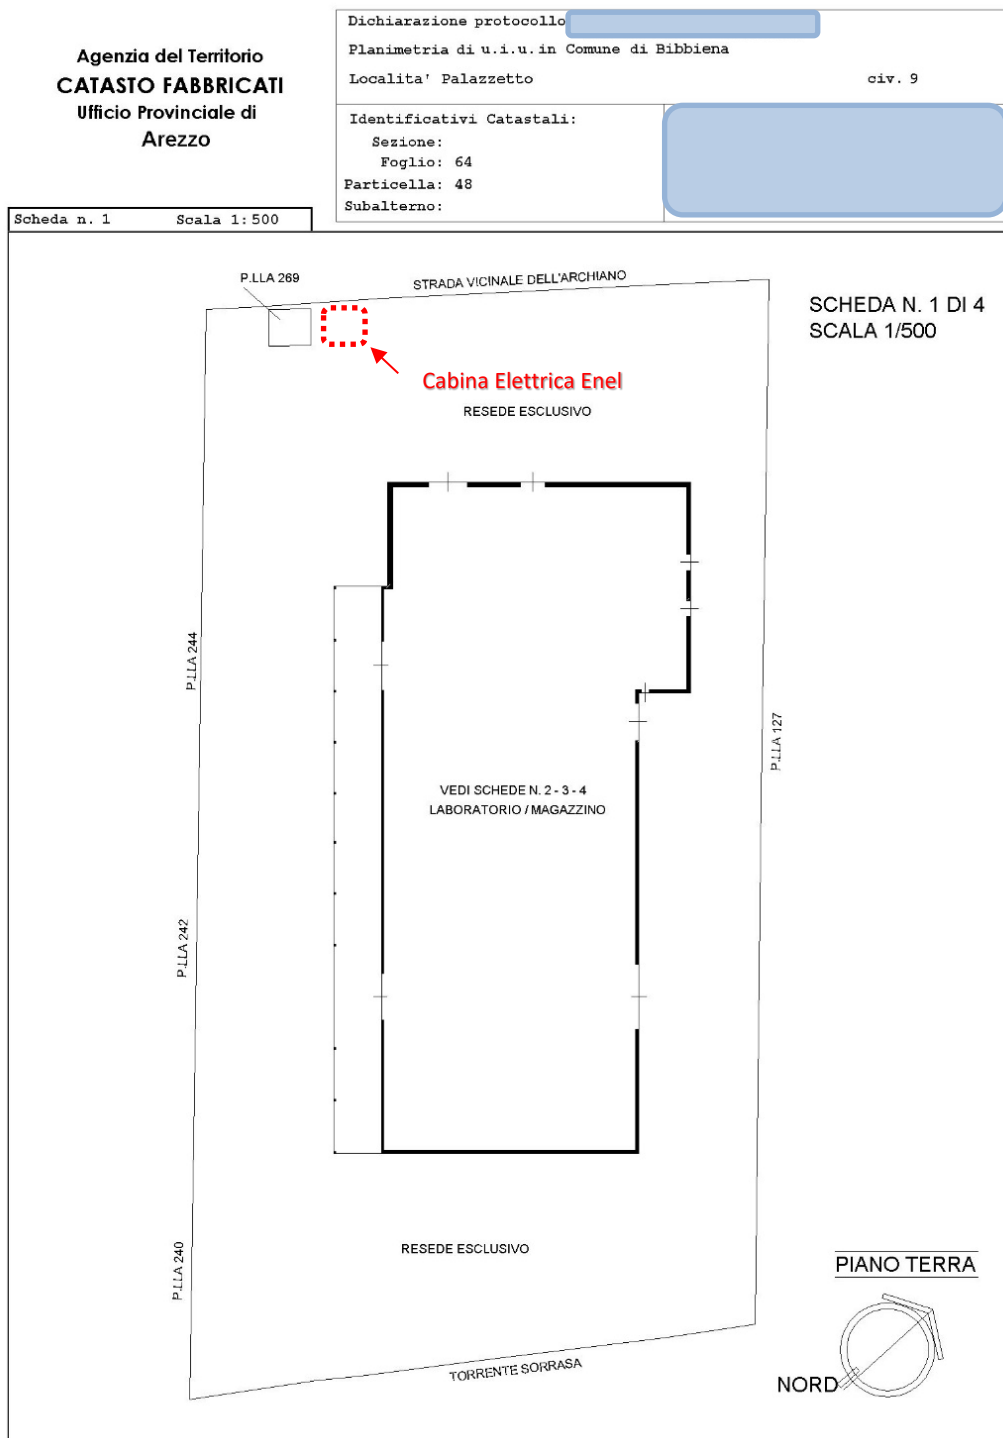 Agenzia del Territorio
CATASTO FABBRICATI
Ufficio Provinciale di
Arezzo
Dichiarazione protocollo
Planimetria di u.i.u. in Comune di Bibbiena
Localita' Palazzetto civ. 9
Identificativi Catastali:
Sezione:
Foglio: 64
Particella: 48
Subalterno:
Scheda n. 1 Scala 1:500
P.LLA 269
STRADA VICINALE DELL'ARCHIANO
SCHEDA N. 1 DI 4
SCALA 1/500
Cabina Elettrica Enel
RESEDE ESCLUSIVO
P.LLA 244
P.LLA 127
VEDI SCHEDE N. 2 - 3 - 4
LABORATORIO / MAGAZZINO
P.LLA 242
RESEDE ESCLUSIVO
P.LLA 240
PIANO TERRA
TORRENTE SORRASA
NORD